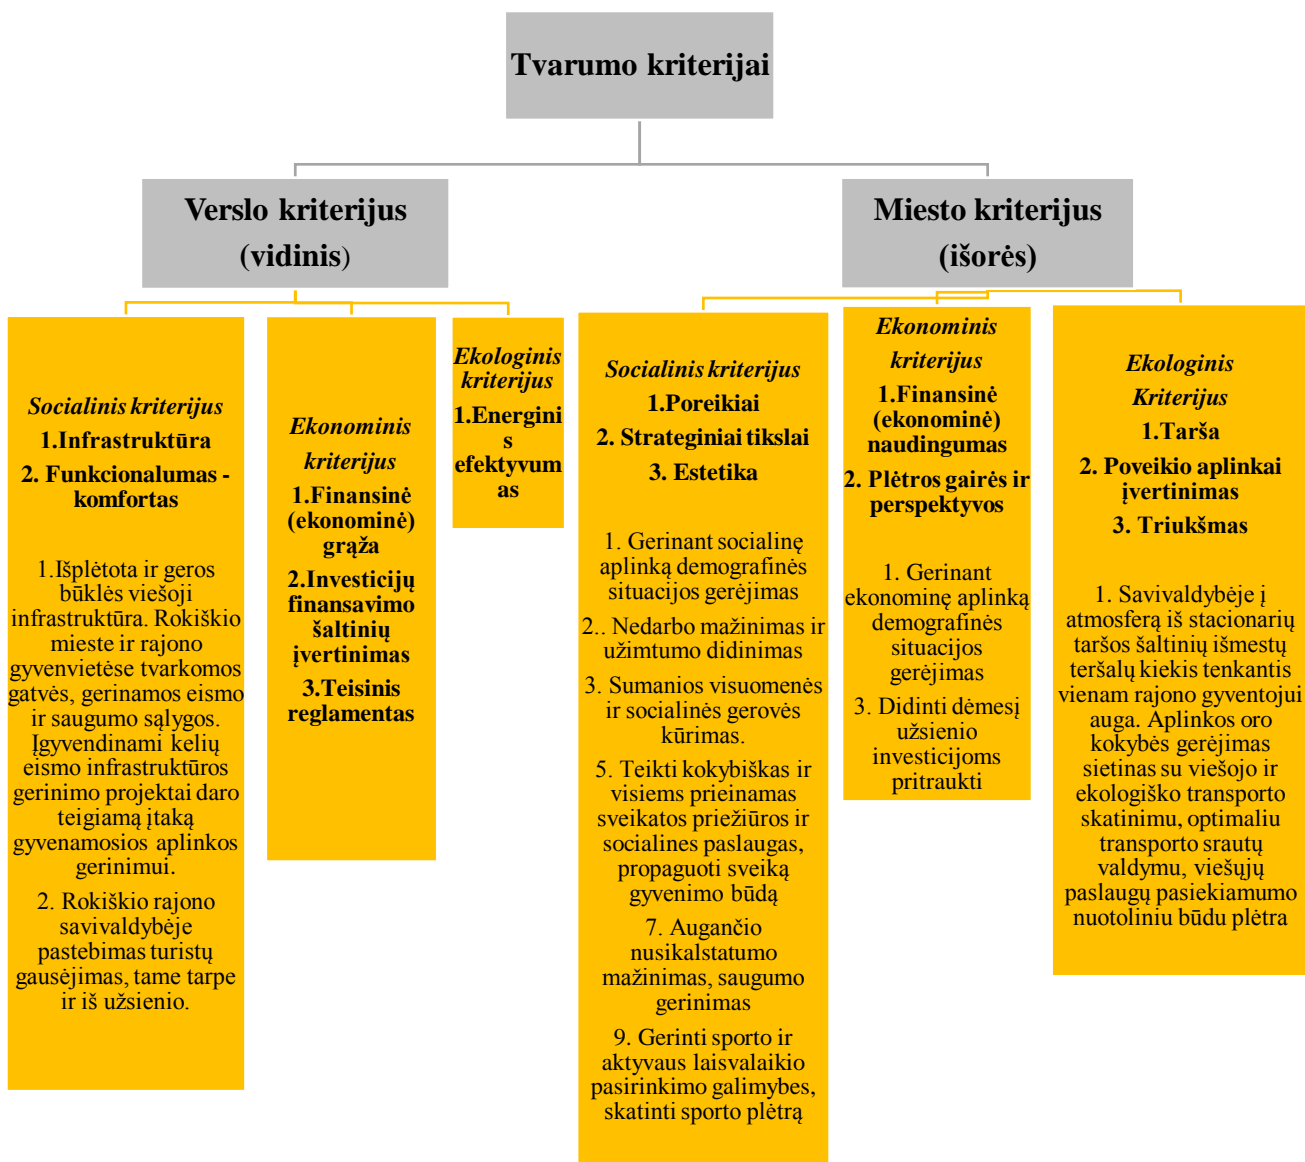 Tvarumo kriterijai
Verslo kriterijus
(vidinis)
Miesto kriterijus
(išorės)
Socialinis kriterijus
1.Infrastruktūra
2. Funkcionalumas -
komfortas
1.Išplėtota ir geros
būklės viešoji
infrastruktūra. Rokiškio
mieste ir rajono
gyvenvietėse tvarkomos
gatvės, gerinamos eismo
ir saugumo sąlygos.
Įgyvendinami kelių
eismo infrastruktūros
gerinimo projektai daro
teigiamą įtaką
gyvenamosios aplinkos
gerinimui.
2. Rokiškio rajono
savivaldybėje
pastebimas turistų
gausėjimas, tame tarpe
ir iš užsienio.
Ekonominis
kriterijus
1.Finansinė
(ekonominė)
grąža
2.Investicijų
finansavimo
šaltinių
įvertinimas
3.Teisinis
reglamentas
Ekologinis
kriterijus
1.Energini
s
efektyvum
as
Socialinis kriterijus
1.Poreikiai
2. Strateginiai tikslai
3. Estetika
1. Gerinant socialinę
aplinką demografinės
situacijos gerėjimas
2.. Nedarbo mažinimas ir
užimtumo didinimas
3. Sumanios visuomenės
ir socialinės gerovės
kūrimas.
5. Teikti kokybiškas ir
visiems prieinamas
sveikatos priežiūros ir
socialines paslaugas,
propaguoti sveiką
gyvenimo būdą
7. Augančio
nusikalstatumo
mažinimas, saugumo
gerinimas
9. Gerinti sporto ir
aktyvaus laisvalaikio
pasirinkimo galimybes,
skatinti sporto plėtrą
Ekonominis
kriterijus
1.Finansinė
(ekonominė)
naudingumas
2. Plėtros gairės ir
perspektyvos
1. Gerinant
ekonominę aplinką
demografinės
situacijos
gerėjimas
3. Didinti dėmesį
užsienio
investicijoms
pritraukti
Ekologinis
Kriterijus
1.Tarša
2. Poveikio aplinkai
įvertinimas
3. Triukšmas
1. Savivaldybėje į
atmosferą iš stacionarių
taršos šaltinių išmestų
teršalų kiekis tenkantis
vienam rajono gyventojui
auga. Aplinkos oro
kokybės gerėjimas
sietinas su viešojo ir
ekologiško transporto
skatinimu, optimaliu
transporto srautų
valdymu, viešųjų
paslaugų pasiekiamumo
nuotoliniu būdu plėtra